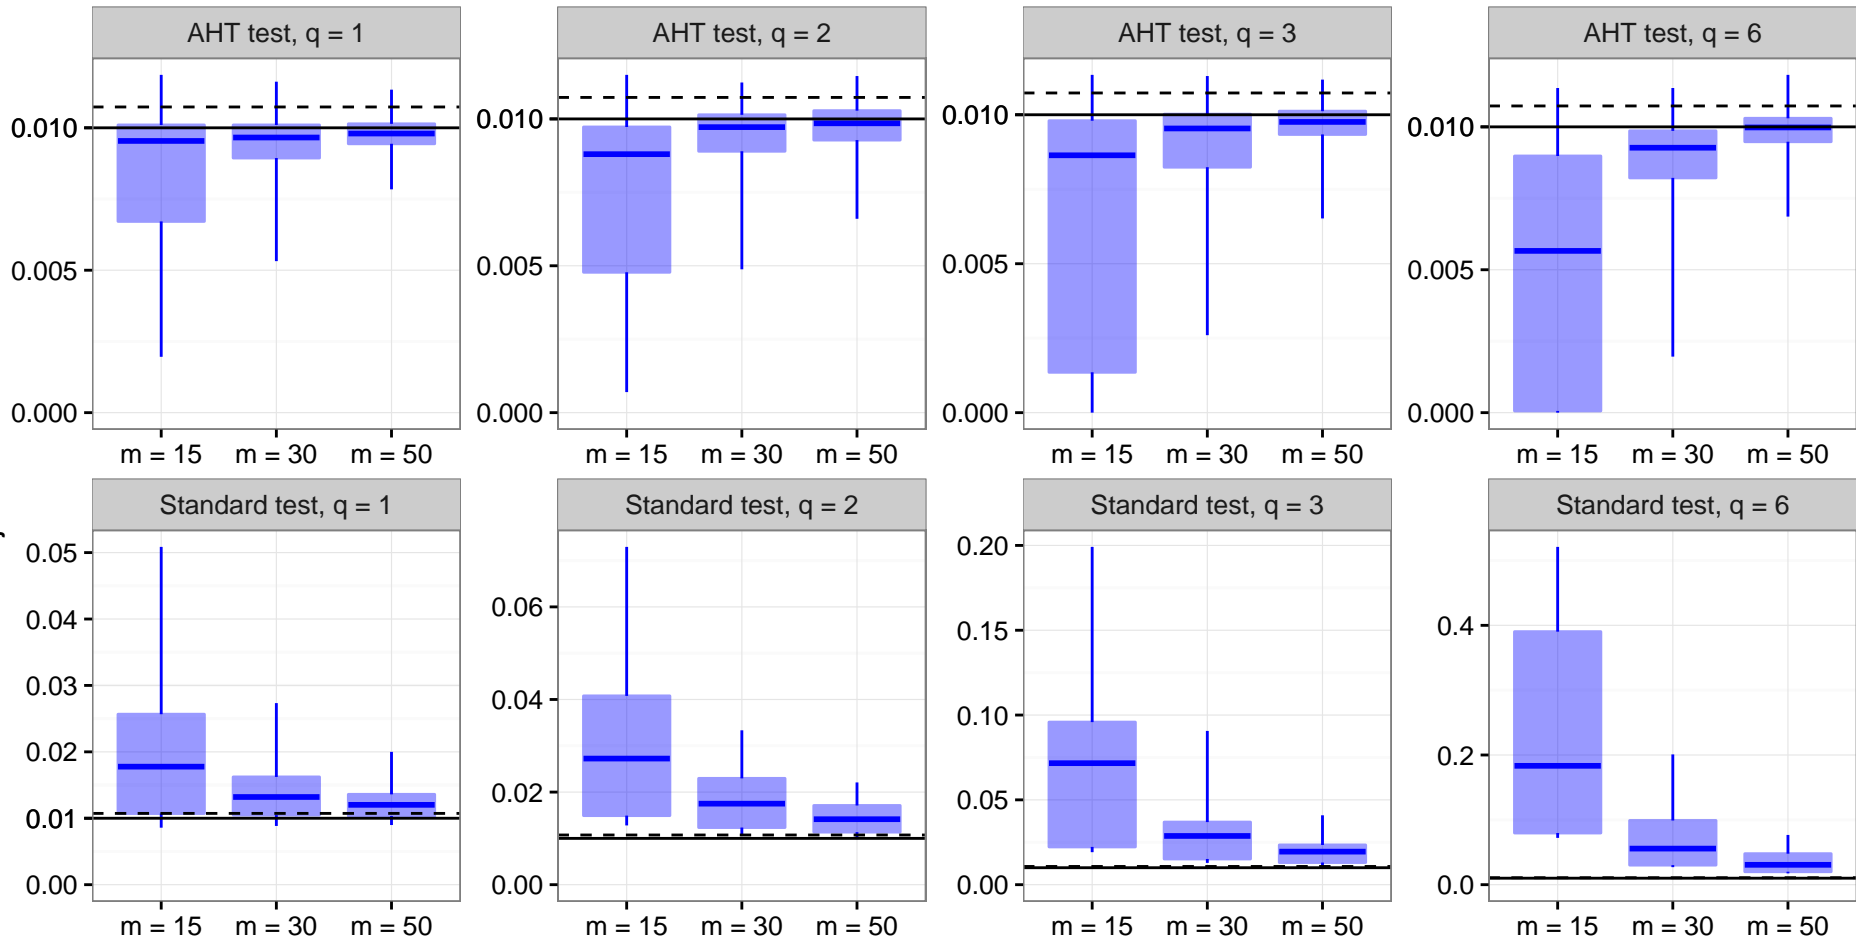 AHT test, q = 1
AHT test, q = 2
AHT test, q = 3
AHT test, q = 6
0.010
0.005
0.000
0.010
0.005
0.000
0.010
0.005
0.000
0.010
0.005
0.000
m = 15 m = 30 m = 50
m = 15 m = 30 m = 50
m = 15 m = 30 m = 50
m = 15 m = 30 m = 50
Standard test, q = 1
Standard test, q = 2
Standard test, q = 3
Standard test, q = 6
0.05
0.04
0.03
0.02
0.01
0.00
0.06
0.04
0.02
0.00
0.20
0.15
0.10
0.05
0.00
0.4
0.2
0.0
m = 15 m = 30 m = 50
m = 15 m = 30 m = 50
m = 15 m = 30 m = 50
m = 15 m = 30 m = 50